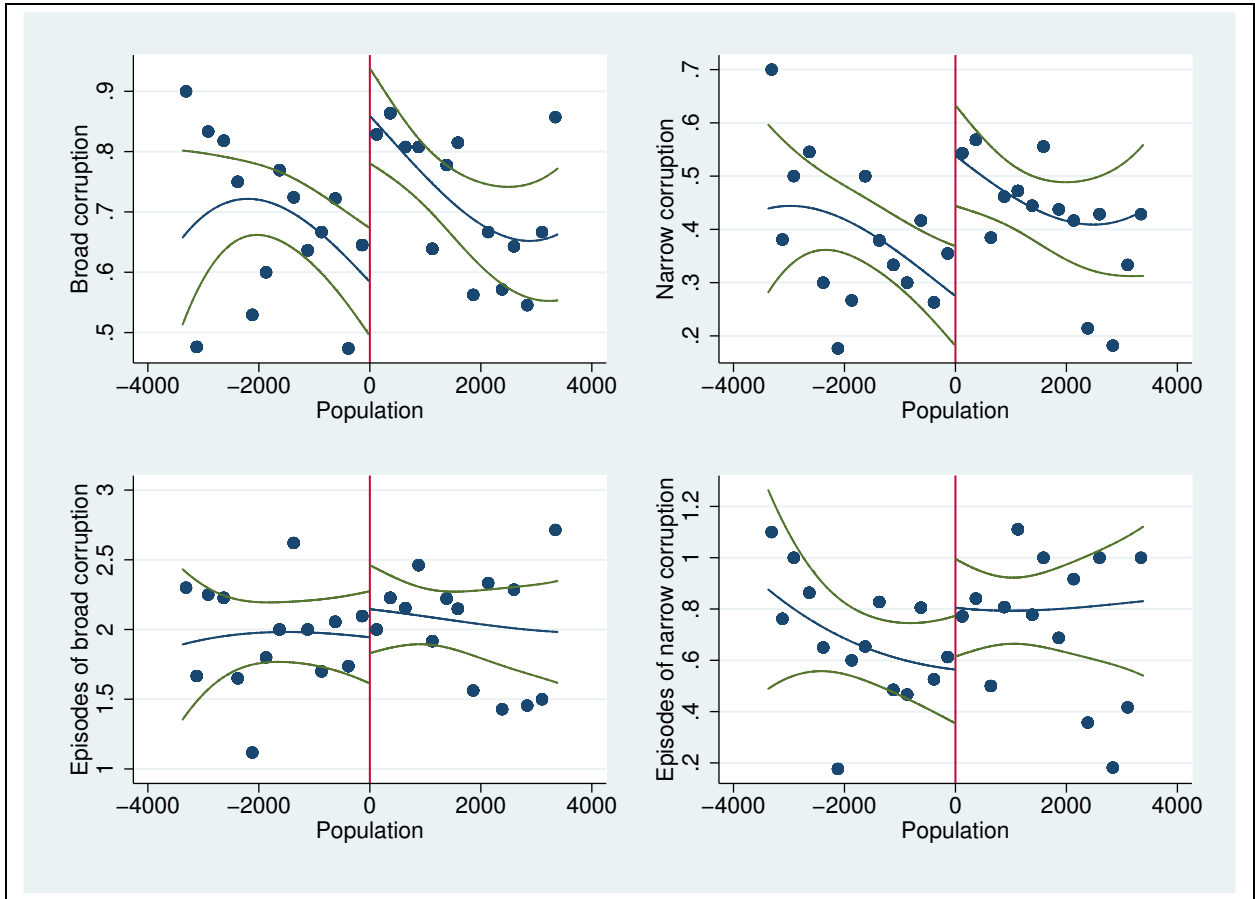 Broad corruption
.9
.8
.7
.6
.5
−4000 −2000 0 2000 4000
Population
Narrow corruption
.7
.6
.5
.4
.3
.2
−4000 −2000 0 2000 4000
Population
Episodes of broad corruption
3
2.5
2
1.5
1
−4000 −2000 0 2000 4000
Population
Episodes of narrow corruption
1.2
1
.8
.6
.4
.2
−4000 −2000 0 2000 4000
Population